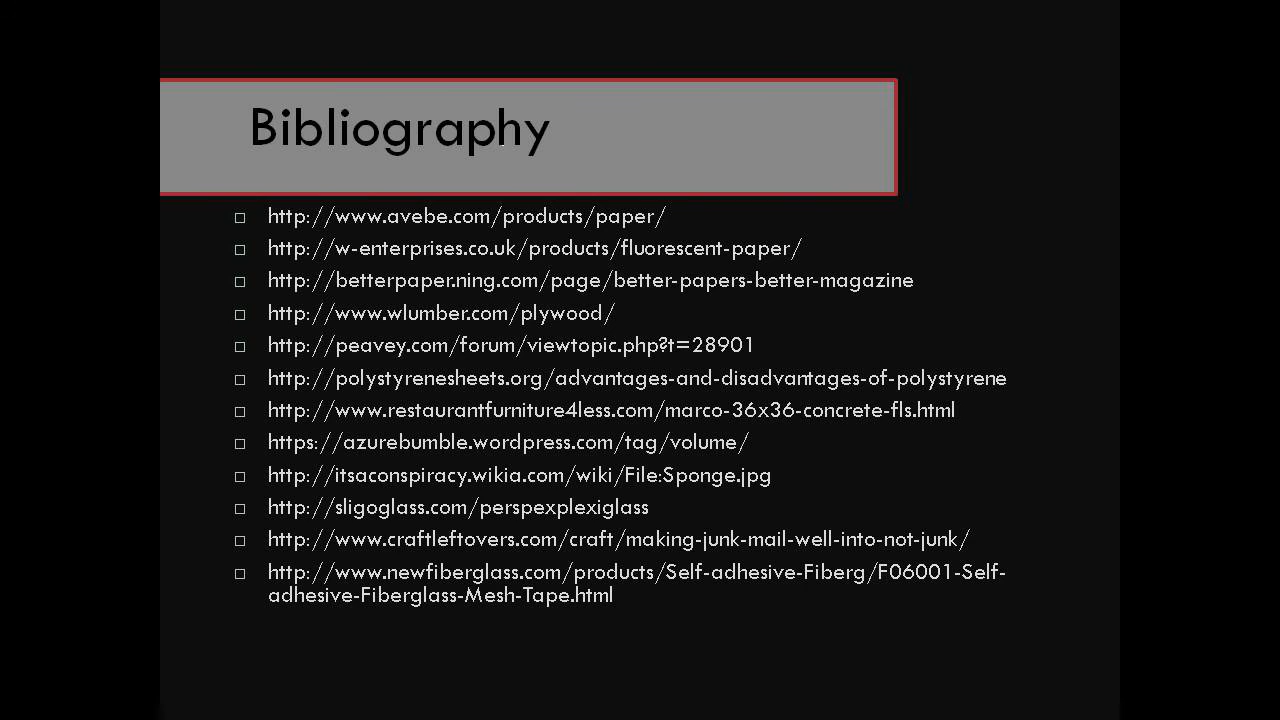 Bibliography
http://www.avebe.com/products/paper/
http://w-enterprises.co.uk/products/fluorescent-paper/
http://betterpaper.ning.com/page/better-papers-better-magazine
http://www.wlumber.com/plywood/
http://peavey.com/forum/viewtopic.php?t=28901
http://polystyrenesheets.org/advantages-and-disadvantages-of-polystyrene
http://www.restaurantfurniture4less.com/marco-36x36-concrete-fls.html
https://azurebumble.wordpress.com/tag/volume/
http://itsaconspiracy.wikia.com/wiki/File:Sponge.jpg
http://sligoglass.com/perspexplexiglass
http://www.craftleftovers.com/craft/making-junk-mail-well-into-not-junk/
http://www.newfiberglass.com/products/Self-adhesive-Fiberg/F06001-Self-
adhesive-Fiberglass-Mesh-Tape.html